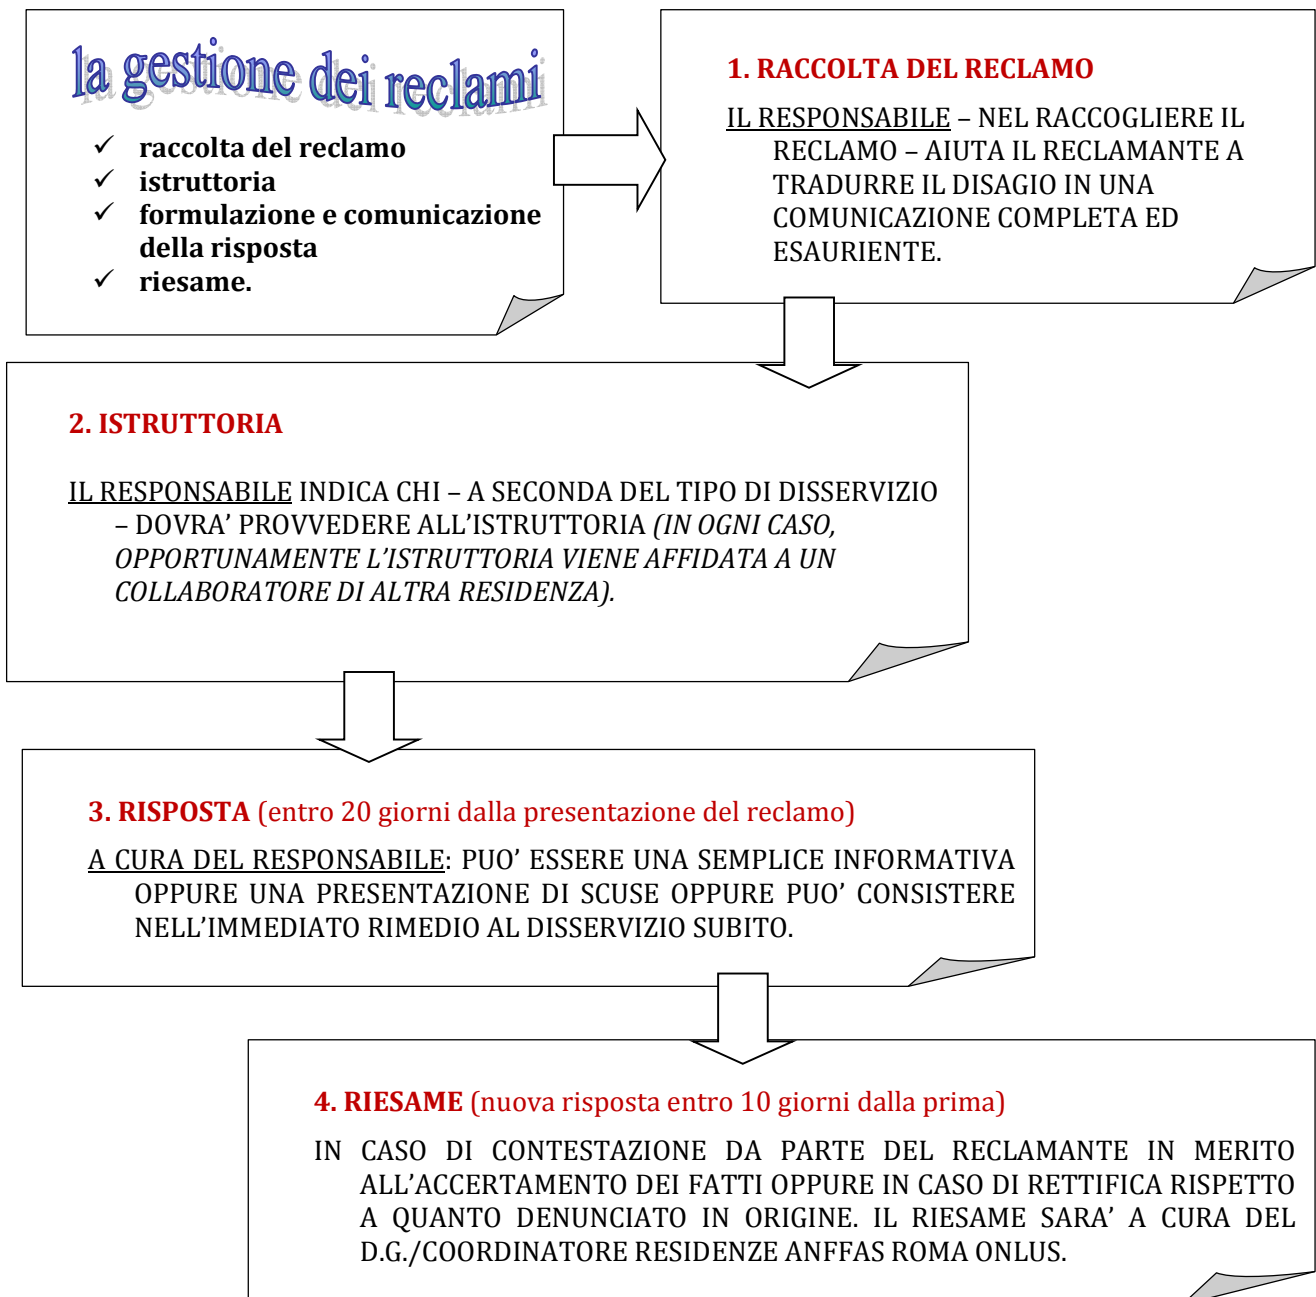 la gestione dei reclami
✓ raccolta del reclamo
✓ istruttoria
✓ formulazione e comunicazione
della risposta
✓ riesame.
1. RACCOLTA DEL RECLAMO
IL RESPONSABILE – NEL RACCOGLIERE IL
RECLAMO – AIUTA IL RECLAMANTE A
TRADURRE IL DISAGIO IN UNA
COMUNICAZIONE COMPLETA ED
ESAURIENTE.
2. ISTRUTTORIA
IL RESPONSABILE INDICA CHI – A SECONDA DEL TIPO DI DISSERVIZIO
– DOVRA’ PROVVEDERE ALL’ISTRUTTORIA (IN OGNI CASO,
OPPORTUNAMENTE L’ISTRUTTORIA VIENE AFFIDATA A UN
COLLABORATORE DI ALTRA RESIDENZA).
3. RISPOSTA (entro 20 giorni dalla presentazione del reclamo)
A CURA DEL RESPONSABILE: PUO’ ESSERE UNA SEMPLICE INFORMATIVA
OPPURE UNA PRESENTAZIONE DI SCUSE OPPURE PUO’ CONSISTERE
NELL’IMMEDIATO RIMEDIO AL DISSERVIZIO SUBITO.
4. RIESAME (nuova risposta entro 10 giorni dalla prima)
IN CASO DI CONTESTAZIONE DA PARTE DEL RECLAMANTE IN MERITO
ALL’ACCERTAMENTO DEI FATTI OPPURE IN CASO DI RETTIFICA RISPETTO
A QUANTO DENUNCIATO IN ORIGINE. IL RIESAME SARA’ A CURA DEL
D.G./COORDINATORE RESIDENZE ANFFAS ROMA ONLUS.